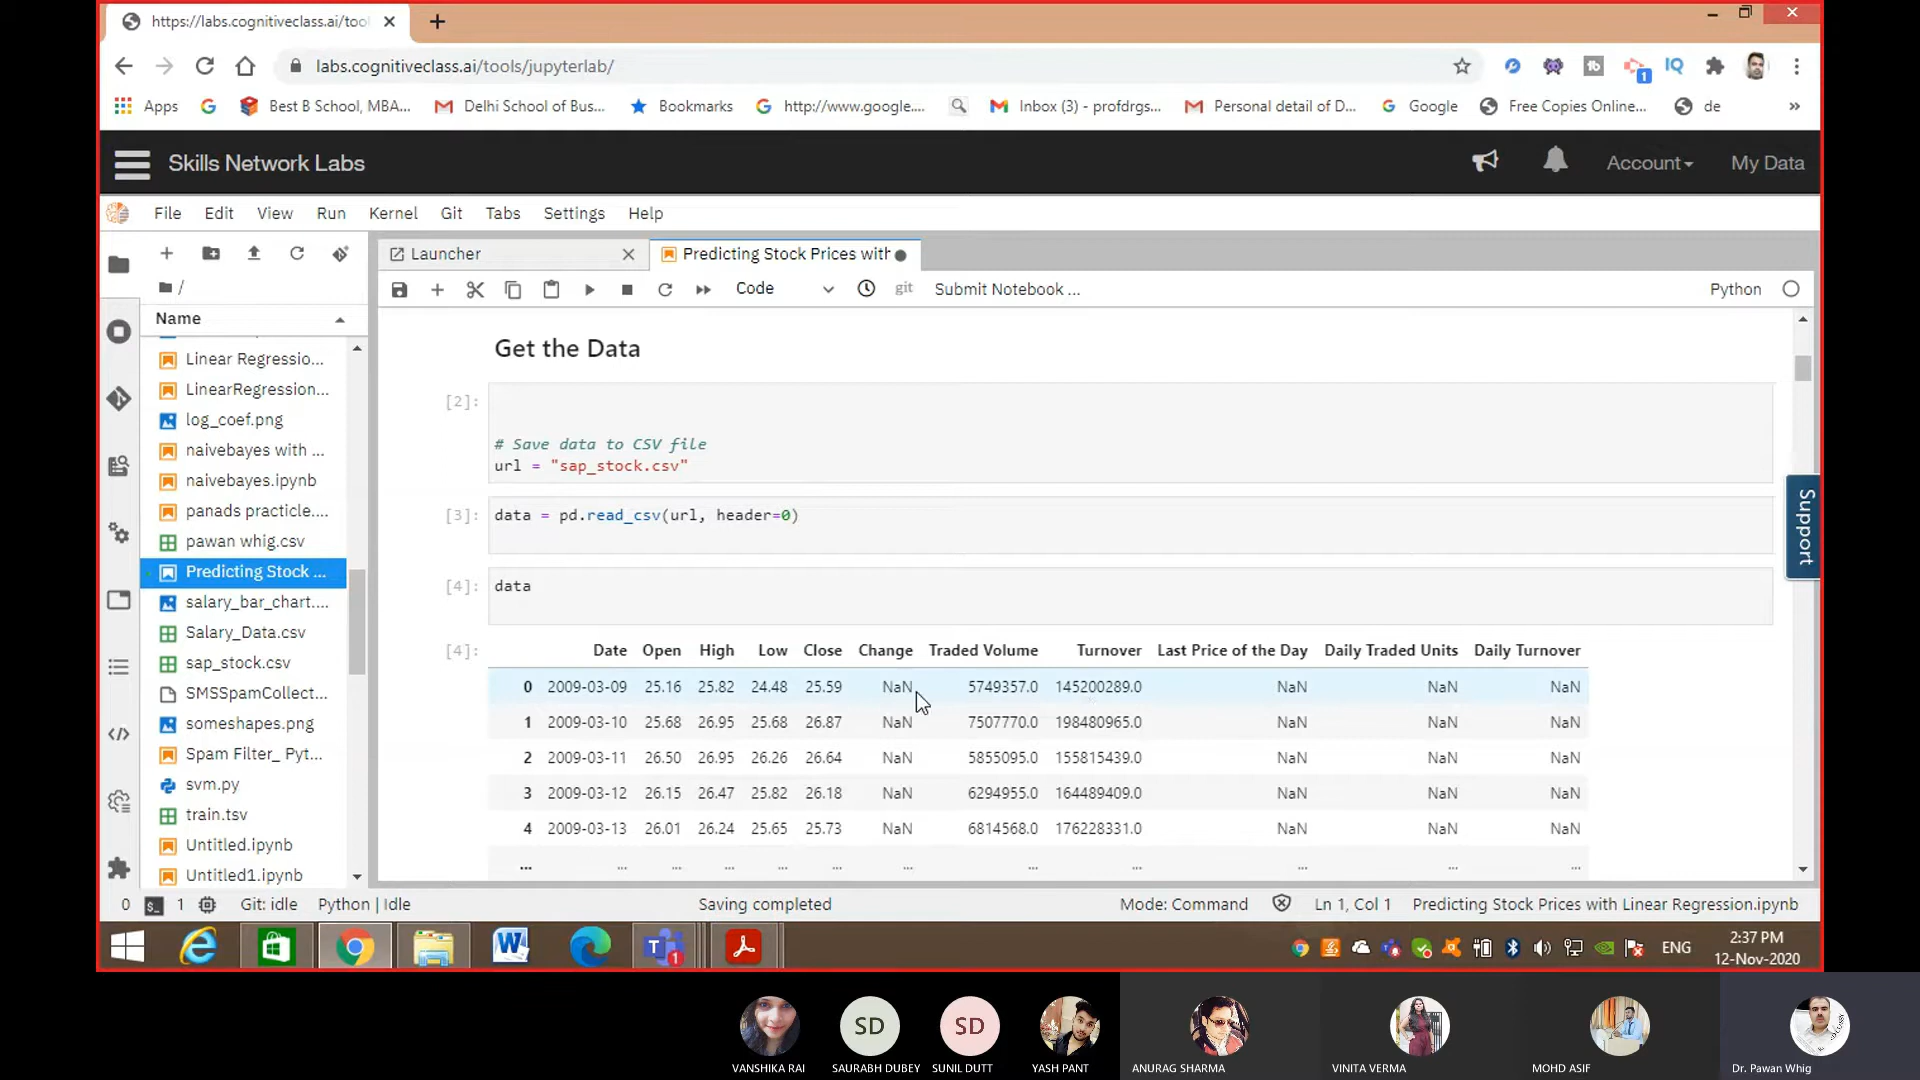 https://labs.cognitiveclass.ai/too
labs.cognitiveclass.ai/tools/jupyterlab/
Apps
Best B School, MBA...
Delhi School of Bus...
Bookmarks
http://www.google....
Inbox (3) - profdrgs...
Personal detail of D...
Google
Free Copies Online...
de
Skills Network Labs
Account
My Data
File Edit View Run Kernel Git Tabs Settings Help
Launcher
Predicting Stock Prices with
/
Code
git
Submit Notebook ...
Python
Name
Linear Regressio...
LinearRegression...
log_coef.png
naivebayes with ...
naivebayes.ipynb
panads practicle....
pawan whig.csv
Predicting Stock ...
salary_bar_chart....
Salary_Data.csv
sap_stock.csv
SMSSpamCollect...
someshapes.png
Spam Filter_ Pyt...
svm.py
train.tsv
Untitled.ipynb
Untitled1.ipynb
Get the Data
[2]:
# Save data to CSV file
url = "sap_stock.csv"
[3]: data = pd.read_csv(url, header=0)
[4]: data
[4]: Date Open High Low Close Change Traded Volume Turnover Last Price of the Day Daily Traded Units Daily Turnover
0 2009-03-09 25.16 25.82 24.48 25.59 NaN 5749357.0 145200289.0 NaN NaN NaN
1 2009-03-10 25.68 26.95 25.68 26.87 NaN 7507770.0 198480965.0 NaN NaN NaN
2 2009-03-11 26.50 26.95 26.26 26.64 NaN 5855095.0 155815439.0 NaN NaN NaN
3 2009-03-12 26.15 26.47 25.82 26.18 NaN 6294955.0 164489409.0 NaN NaN NaN
4 2009-03-13 26.01 26.24 25.65 25.73 NaN 6814568.0 176228331.0 NaN NaN NaN
... ... ... ... ... ... ... ... ... ... ... ...
Support
0 1 Git: idle Python | Idle Saving completed Mode: Command Ln 1, Col 1 Predicting Stock Prices with Linear Regression.ipynb
ENG
2:37 PM
12-Nov-2020
SD
SD
VANSHIKA RAI
SAURABH DUBEY
SUNIL DUTT
YASH PANT
ANURAG SHARMA
VINITA VERMA
MOHD ASIF
Dr. Pawan Whig